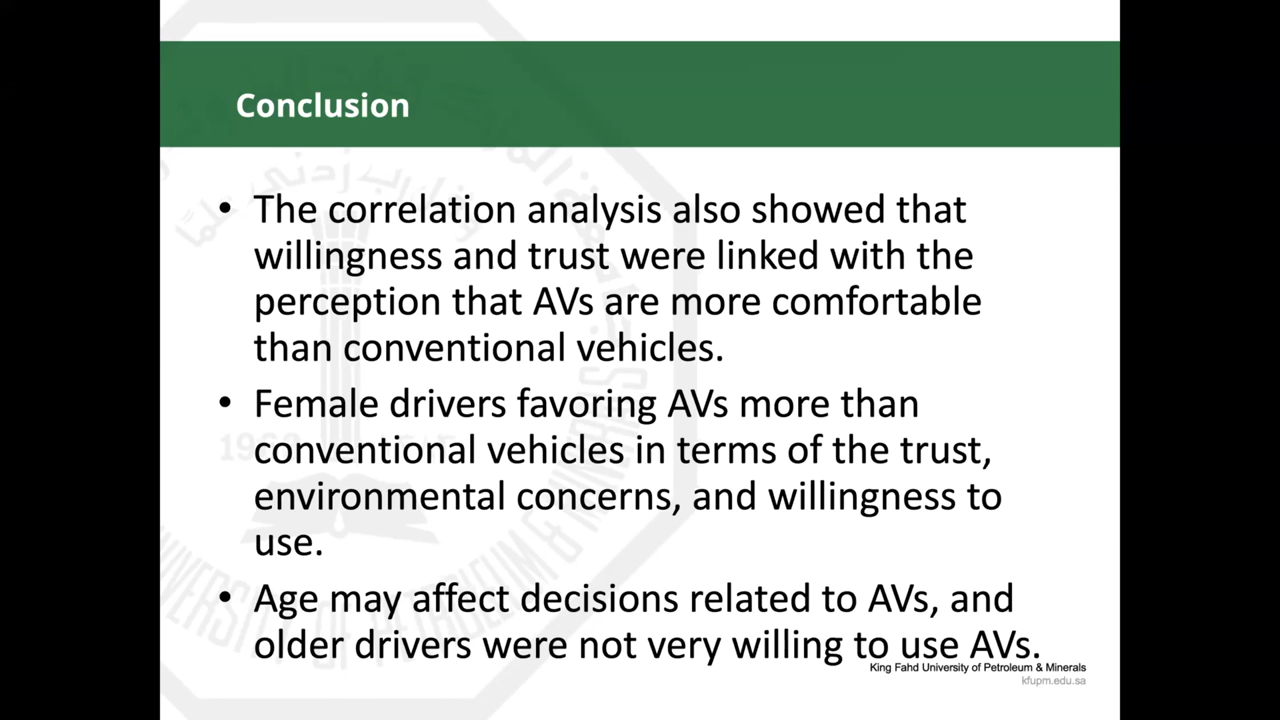 Conclusion
• The correlation analysis also showed that
willingness and trust were linked with the
perception that AVs are more comfortable
than conventional vehicles.
• Female drivers favoring AVs more than
conventional vehicles in terms of the trust,
environmental concerns, and willingness to
use.
• Age may affect decisions related to AVs, and
older drivers were not very willing to use AVs.
King Fahd University of Petroleum & Minerals
kfupm.edu.sa